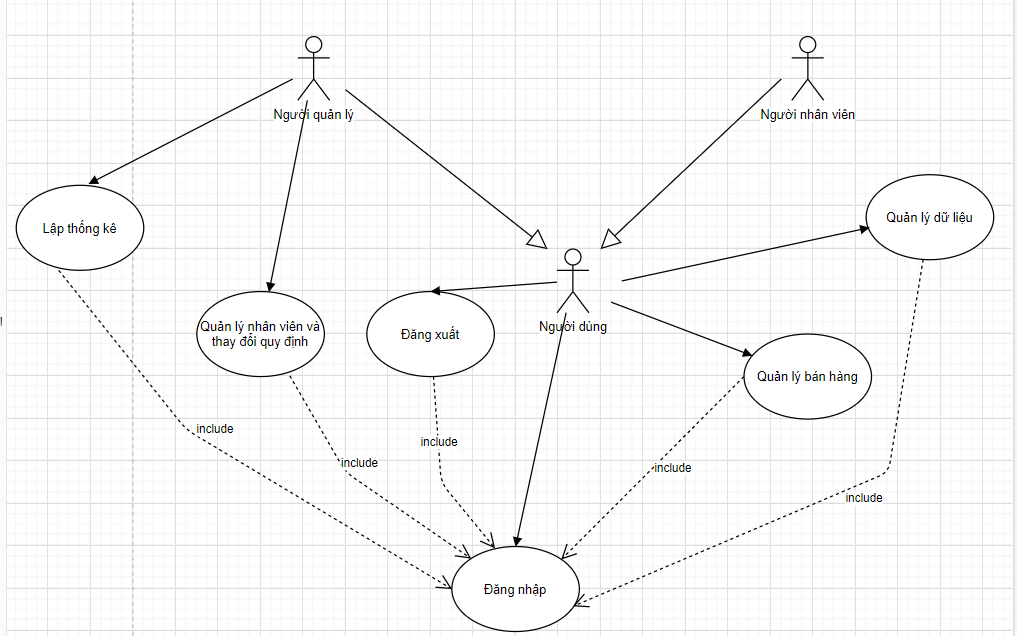 Người quản lý
Người nhân viên
Lập thống kê
Quản lý dữ liệu
Quản lý nhân viên và
thay đổi quy định
Đăng xuất
Người dùng
Quản lý bán hàng
include
include
include
include
include
Đăng nhập